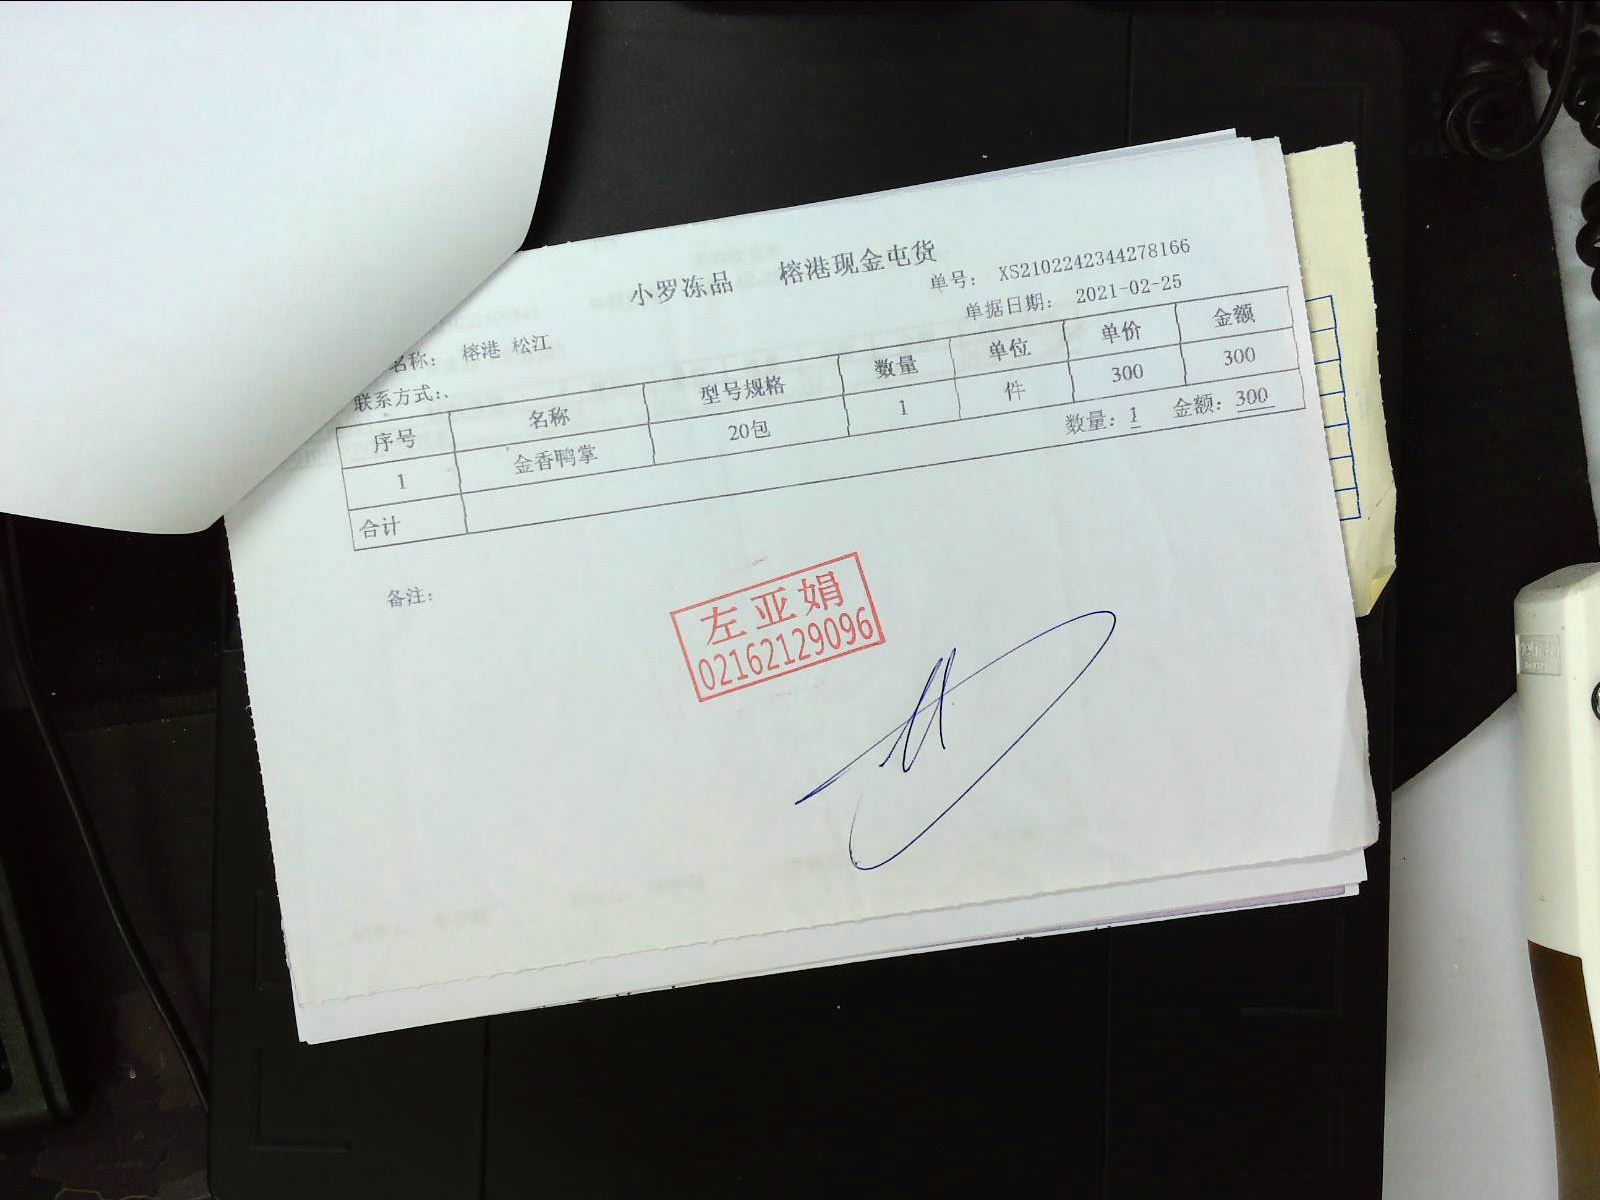 小罗冻品 榕港现金屯货
单号: XS2102242344278166
单据日期: 2021-02-25
名称: 榕港 松江
联系方式:.
序号 名称 型号规格 数量 单位 单价 金额
1 金香鸭掌 20包 1 件 300 300
合计 数量: 1 金额: 300
备注:
左亚娟
02162129096